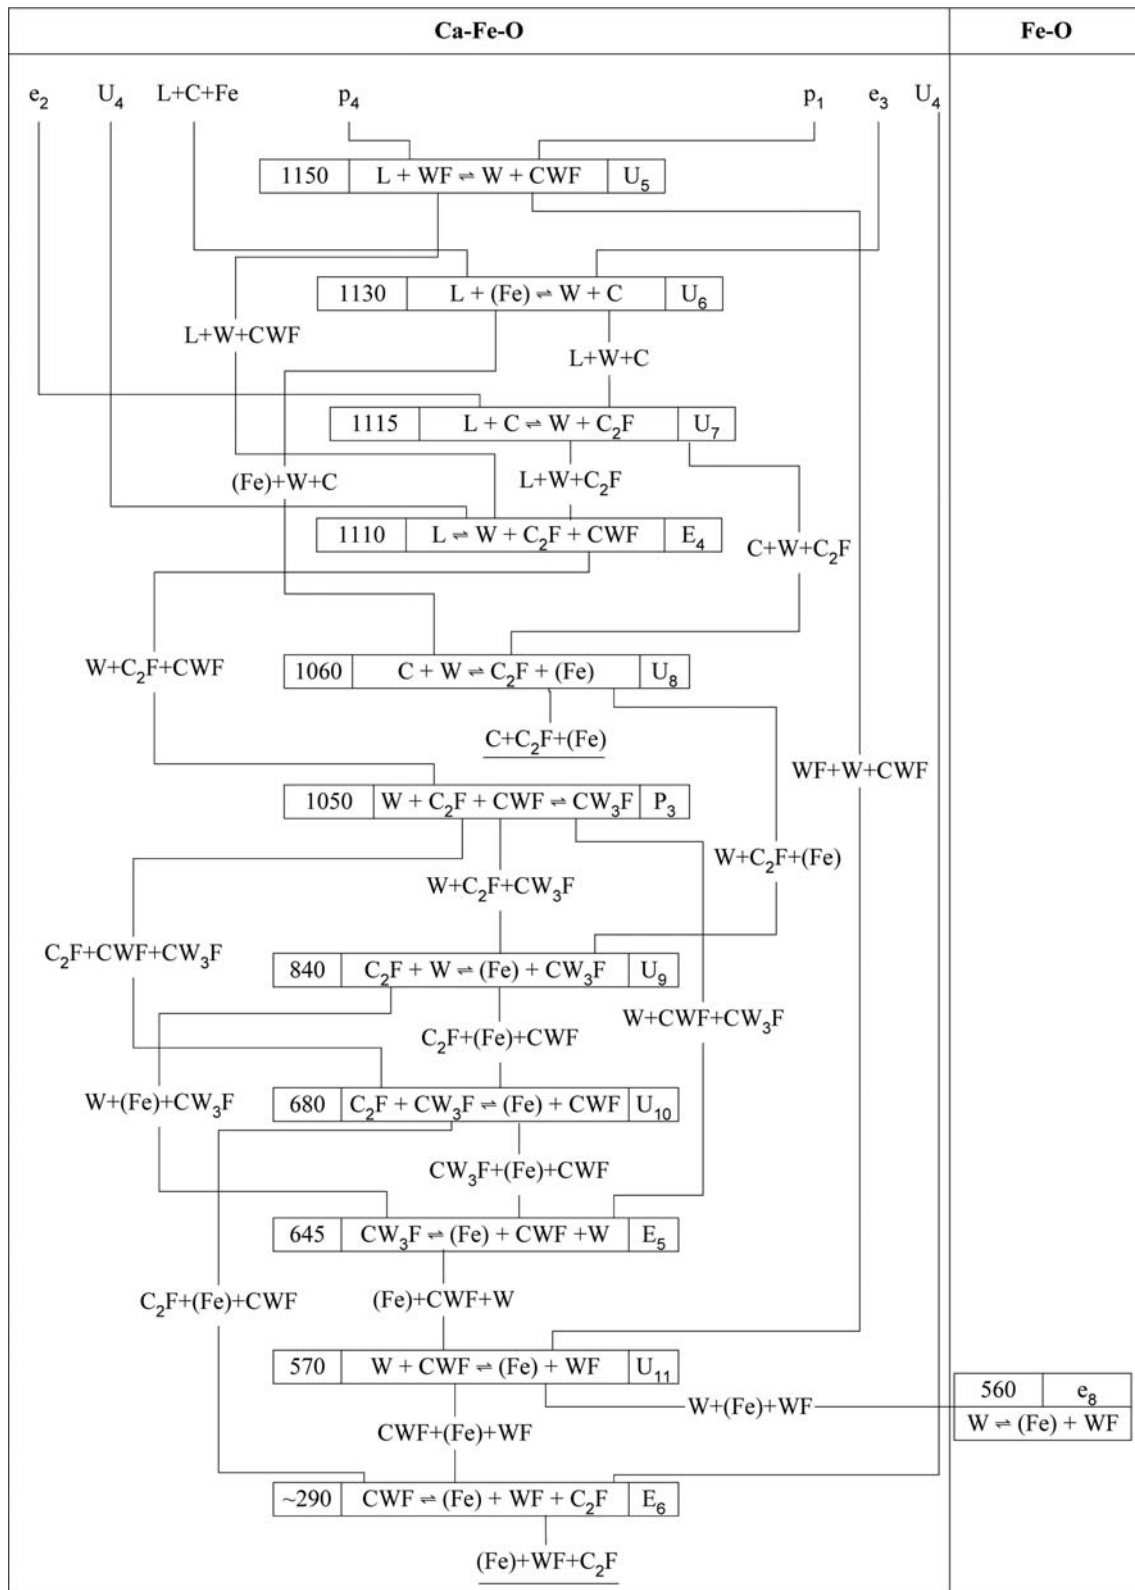 Ca-Fe-O Fe-O
e₂ U₄ L+C+Fe p₄ p₁ e₃ U₄
1150 L + WF ⇌ W + CWF U₅
1130 L + (Fe) ⇌ W + C U₆
L+W+CWF
L+W+C
1115 L + C ⇌ W + C₂F U₇
(Fe)+W+C L+W+C₂F
1110 L ⇌ W + C₂F + CWF E₄
C+W+C₂F
W+C₂F+CWF
1060 C + W ⇌ C₂F + (Fe) U₈
C+C₂F+(Fe)
WF+W+CWF
1050 W + C₂F + CWF ⇌ CW₃F P₃
W+C₂F+(Fe)
W+C₂F+CW₃F
C₂F+CWF+CW₃F
840 C₂F + W ⇌ (Fe) + CW₃F U₉
W+CWF+CW₃F
C₂F+(Fe)+CWF
W+(Fe)+CW₃F
680 C₂F + CW₃F ⇌ (Fe) + CWF U₁₀
CW₃F+(Fe)+CWF
645 CW₃F ⇌ (Fe) + CWF +W E₅
C₂F+(Fe)+CWF (Fe)+CWF+W
570 W + CWF ⇌ (Fe) + WF U₁₁
560 e₈
W+(Fe)+WF
W ⇌ (Fe) + WF
CWF+(Fe)+WF
~290 CWF ⇌ (Fe) + WF + C₂F E₆
(Fe)+WF+C₂F